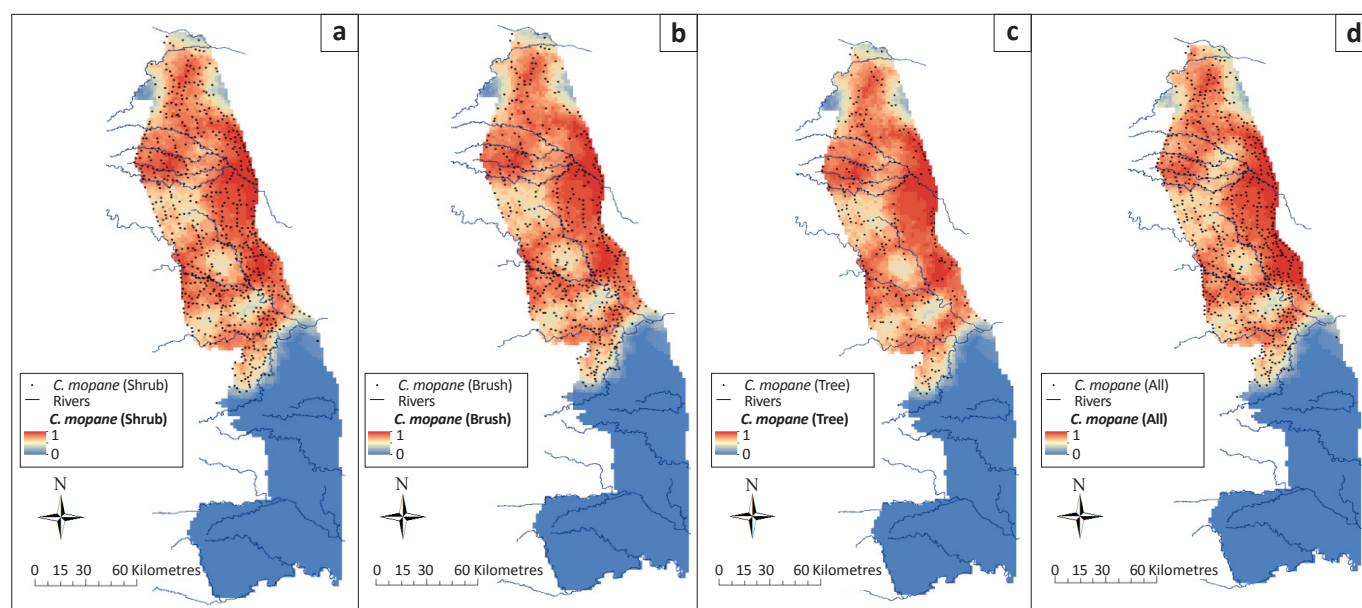 a
C. mopane (Shrub)
Rivers
C. mopane (Shrub)
1
0
N
0 15 30 60 Kilometres
b
C. mopane (Brush)
Rivers
C. mopane (Brush)
1
0
N
0 15 30 60 Kilometres
c
C. mopane (Tree)
Rivers
C. mopane (Tree)
1
0
N
0 15 30 60 Kilometres
d
C. mopane (All)
Rivers
C. mopane (All)
1
0
N
0 15 30 60 Kilometres